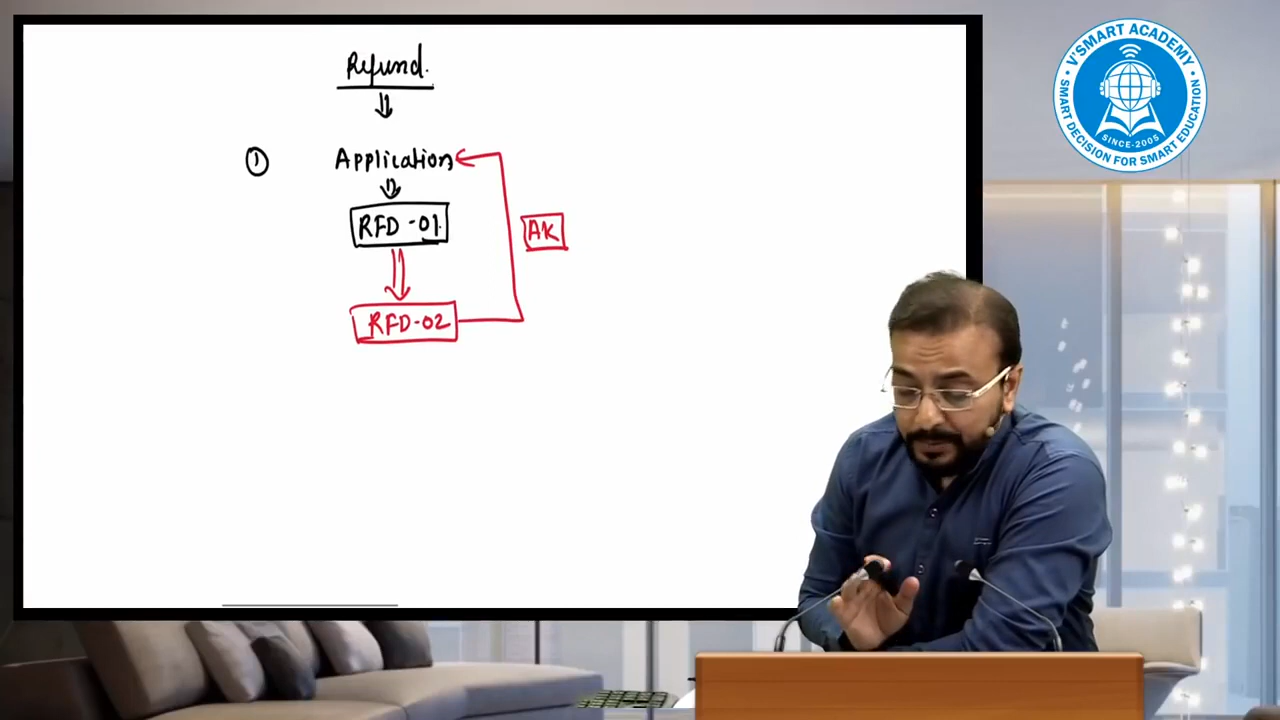 Refund.
① Application
RFD-01.
AK
RFD-02
V'SMART ACADEMY
SMART DECISION FOR SMART EDUCATION
SINCE-2005